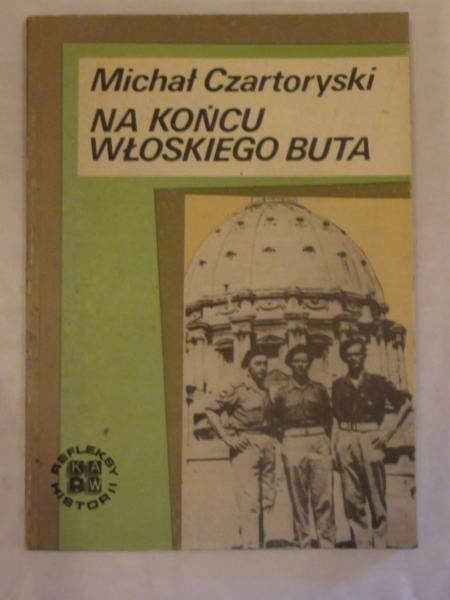 Michał Czartoryski
NA KOŃCU
WŁOSKIEGO BUTA
REFLEKSY
KAW
HISTORII